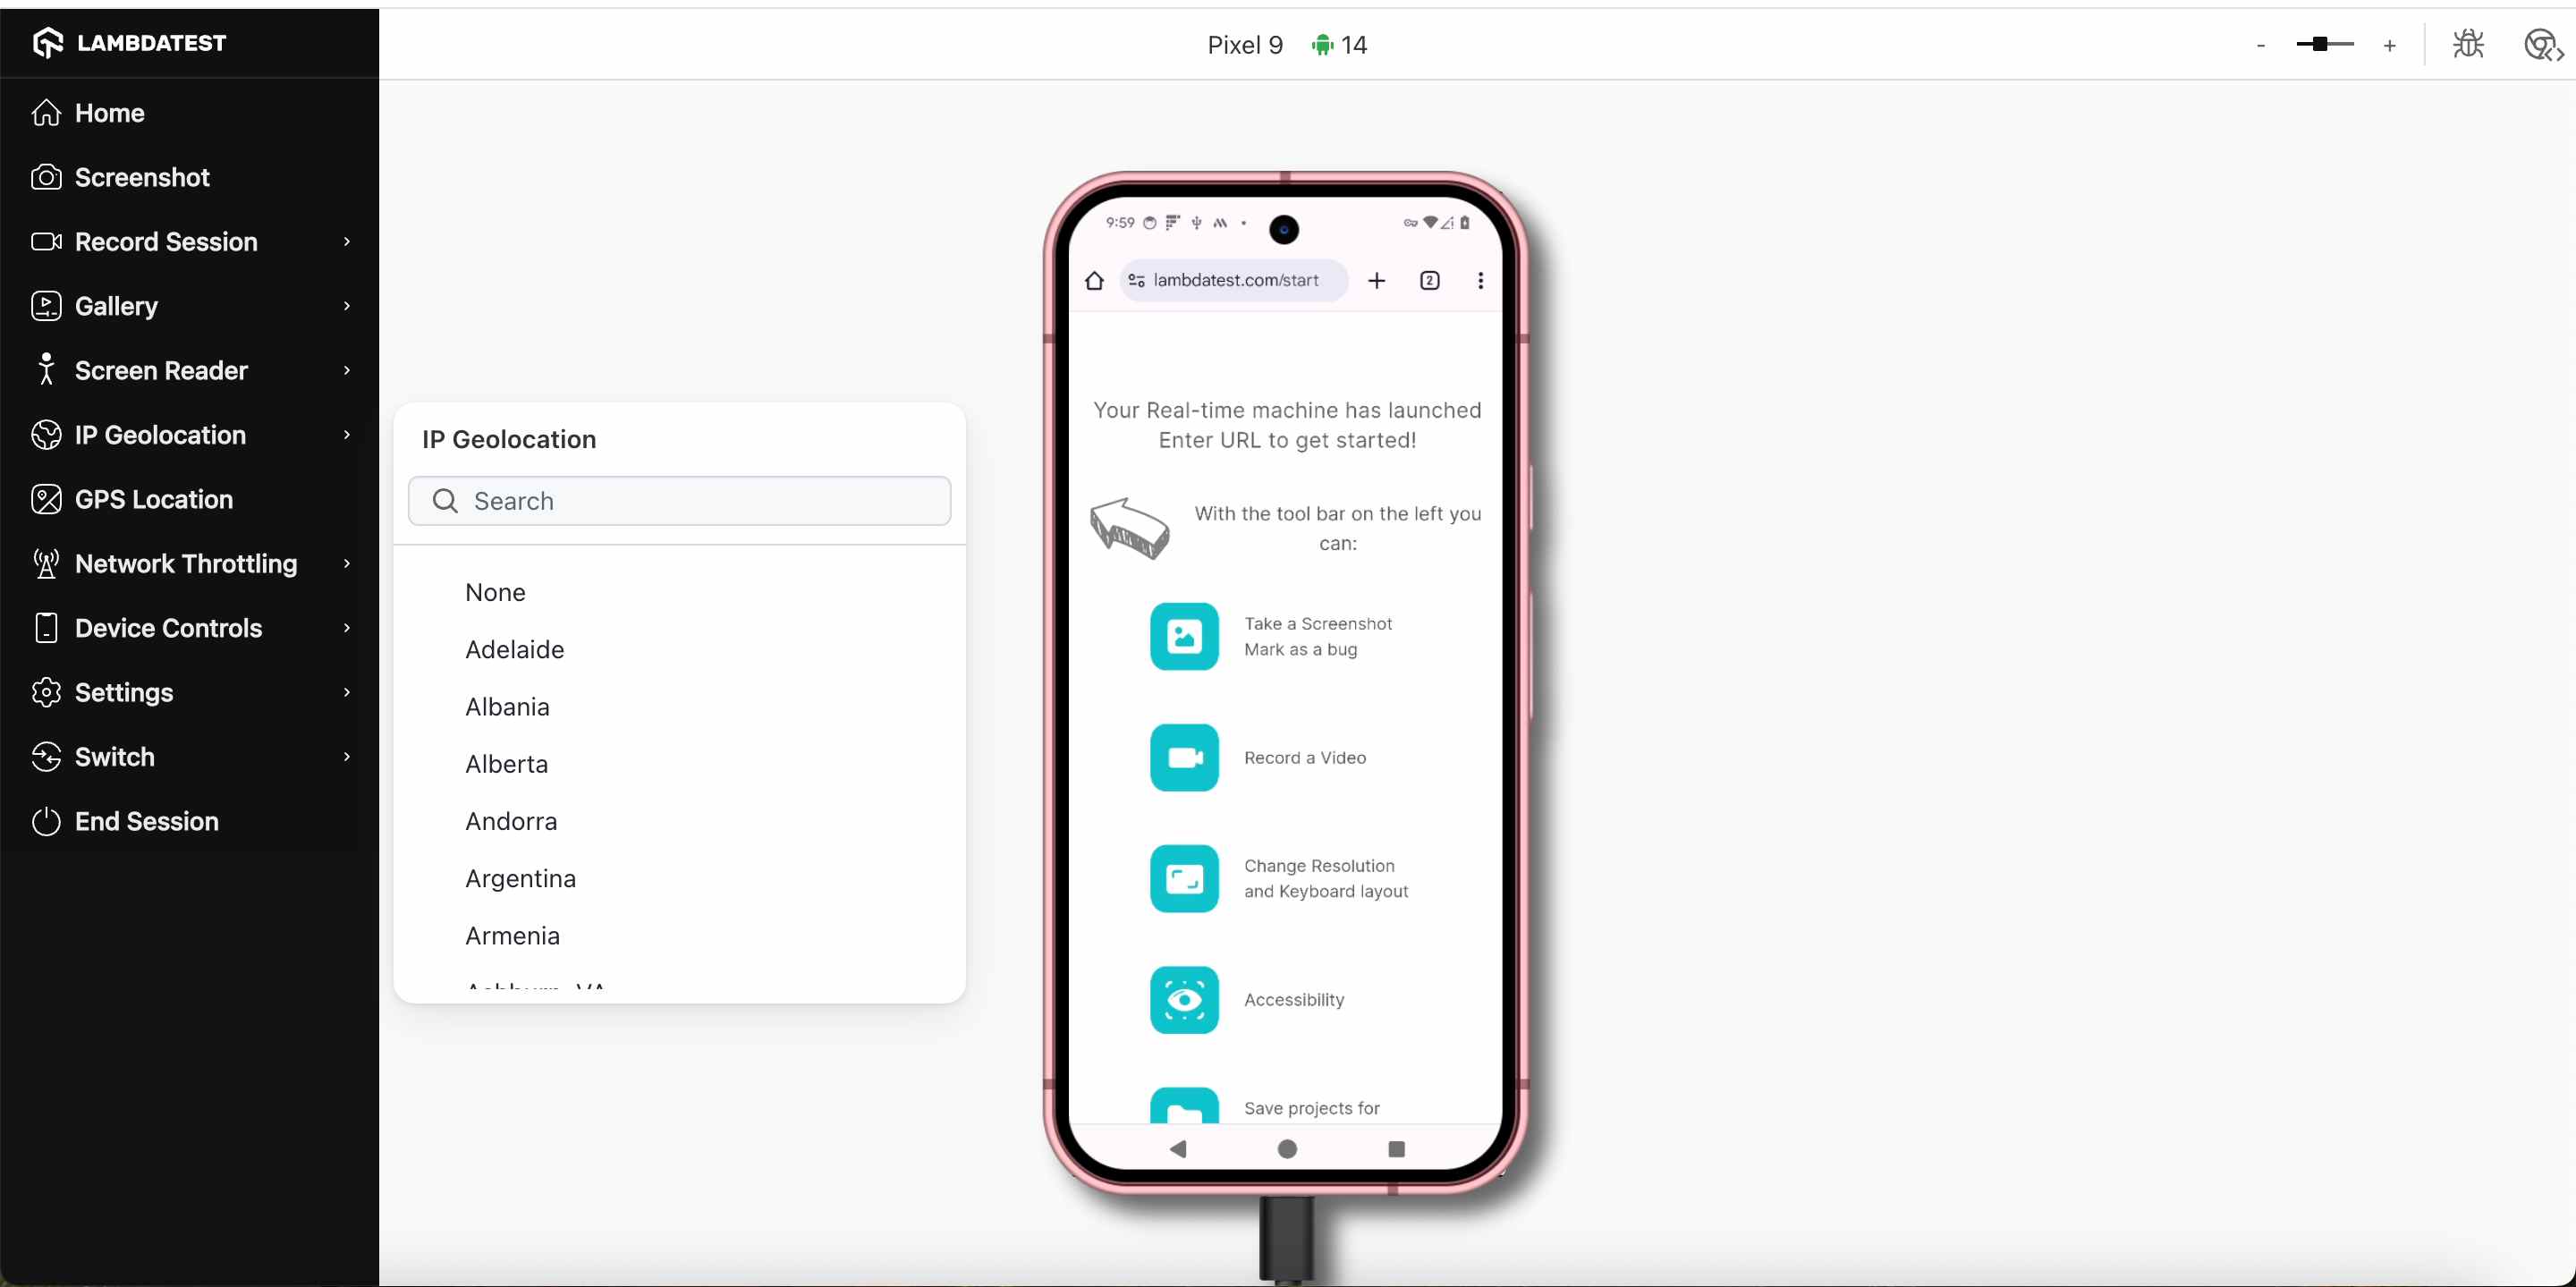 LAMBDATEST
Pixel 9 14
- +
Home
Screenshot
Record Session
Gallery
Screen Reader
IP Geolocation
GPS Location
Network Throttling
Device Controls
Settings
Switch
End Session
IP Geolocation
Search
None
Adelaide
Albania
Alberta
Andorra
Argentina
Armenia
Ashburn, VA
9:59
lambdatest.com/start
2
Your Real-time machine has launched
Enter URL to get started!
With the tool bar on the left you
can:
Take a Screenshot
Mark as a bug
Record a Video
Change Resolution
and Keyboard layout
Accessibility
Save projects for